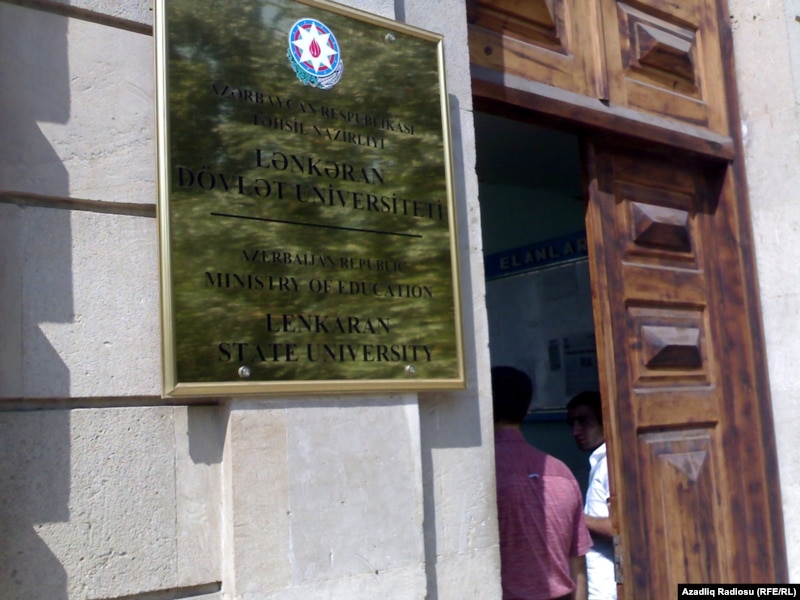 AZƏRBAYCAN RESPUBLİKASI
TƏHSİL NAZİRLİYİ
LƏNKƏRAN
DÖVLƏT UNİVERSİTETİ
AZERBAIJAN REPUBLIC
MINISTRY OF EDUCATION
LENKARAN
STATE UNIVERSITY
ELANLAR
Azadliq Radiosu (RFE/RL)